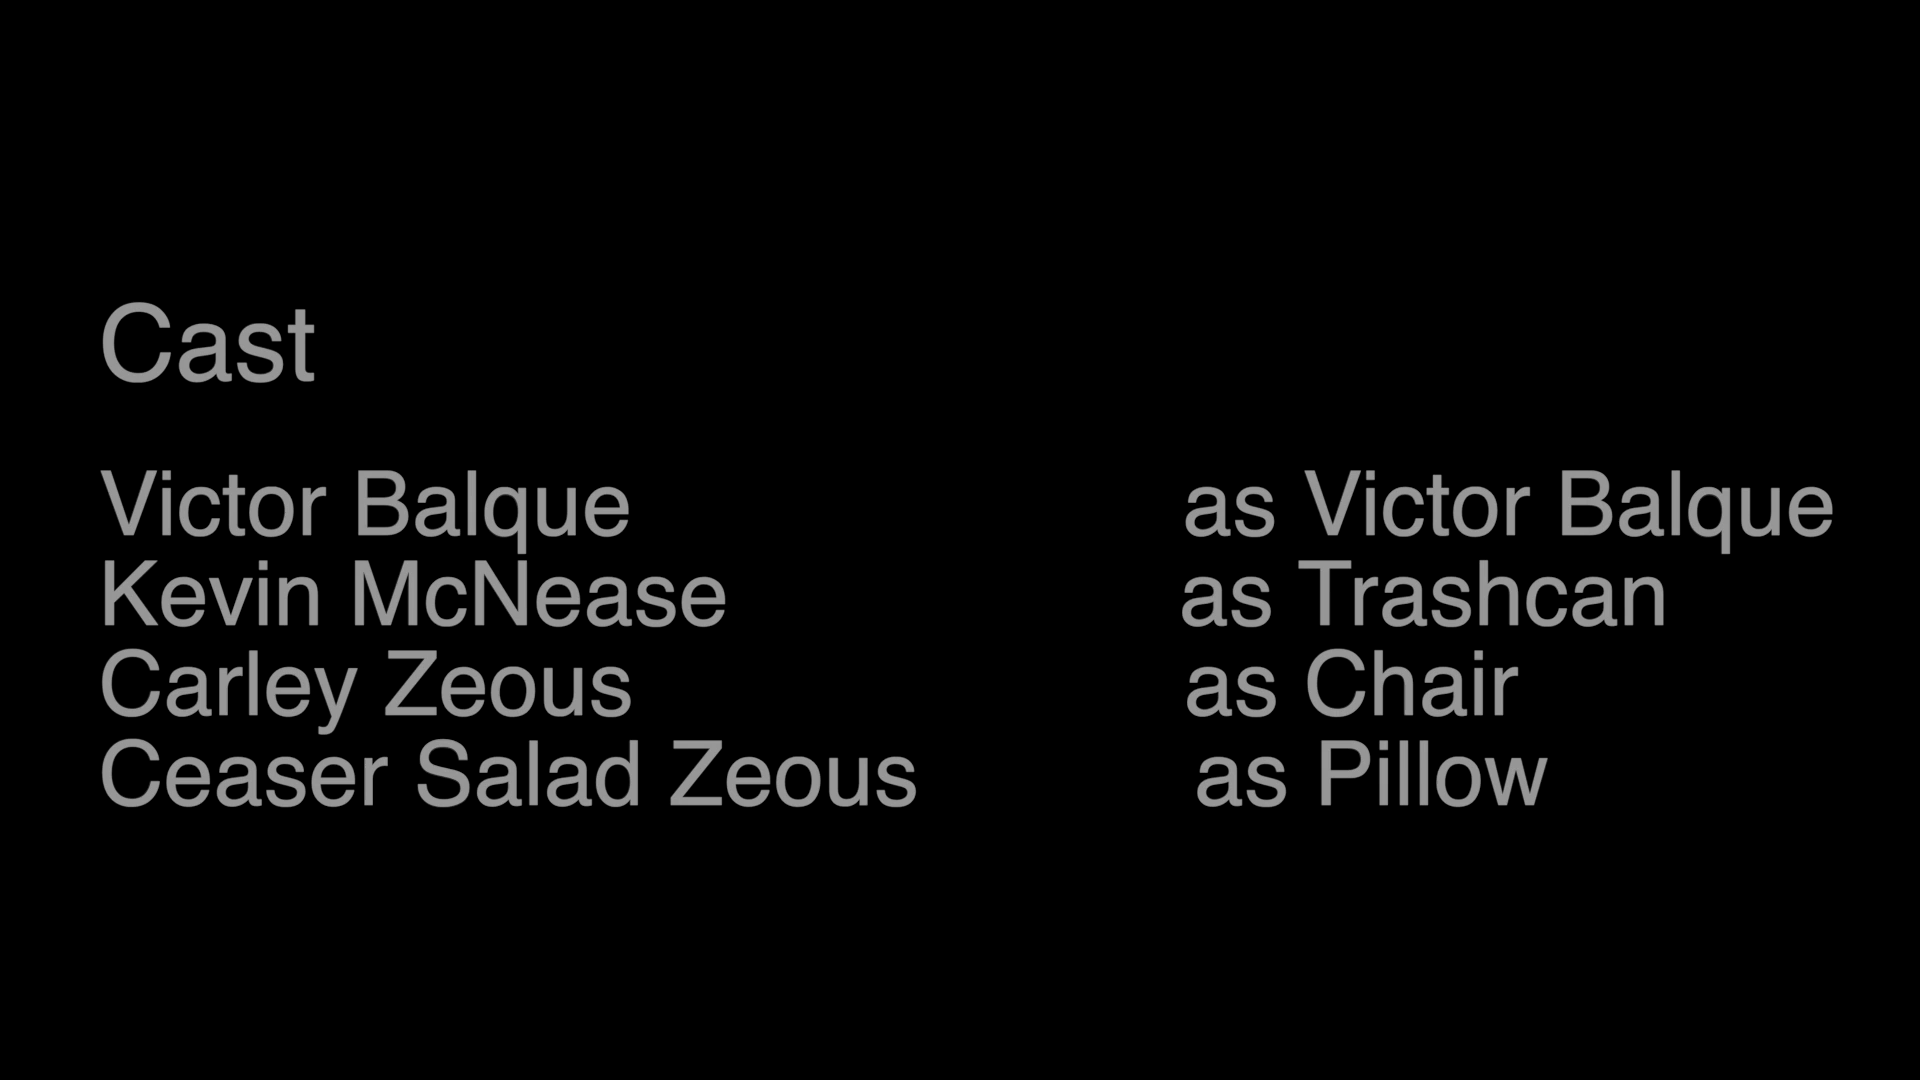 Cast
Victor Balque as Victor Balque
Kevin McNease as Trashcan
Carley Zeous as Chair
Ceaser Salad Zeous as Pillow